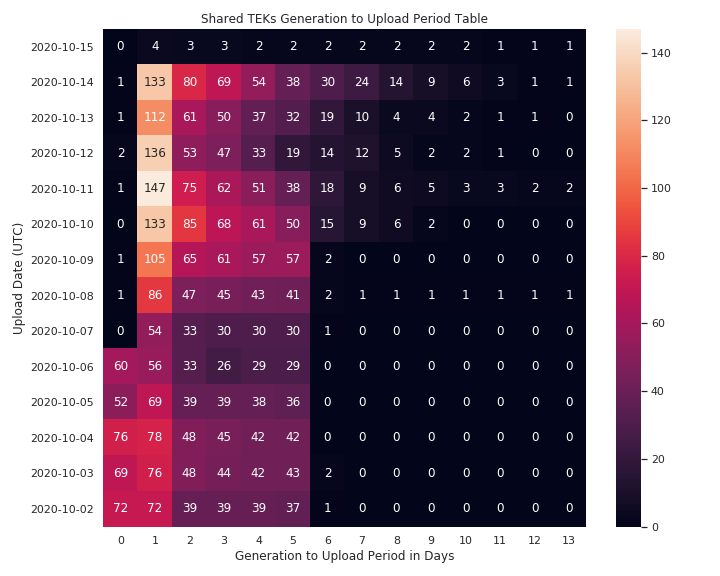 Shared TEKs Generation to Upload Period Table
Upload Date (UTC)
2020-10-15 0 4 3 3 2 2 2 2 2 2 2 1 1 1
2020-10-14 1 133 80 69 54 38 30 24 14 9 6 3 1 1
2020-10-13 1 112 61 50 37 32 19 10 4 4 2 1 1 0
2020-10-12 2 136 53 47 33 19 14 12 5 2 2 1 0 0
2020-10-11 1 147 75 62 51 38 18 9 6 5 3 3 2 2
2020-10-10 0 133 85 68 61 50 15 9 6 2 0 0 0 0
2020-10-09 1 105 65 61 57 57 2 0 0 0 0 0 0 0
2020-10-08 1 86 47 45 43 41 2 1 1 1 1 1 1 1
2020-10-07 0 54 33 30 30 30 1 0 0 0 0 0 0 0
2020-10-06 60 56 33 26 29 29 0 0 0 0 0 0 0 0
2020-10-05 52 69 39 39 38 36 0 0 0 0 0 0 0 0
2020-10-04 76 78 48 45 42 42 0 0 0 0 0 0 0 0
2020-10-03 69 76 48 44 42 43 2 0 0 0 0 0 0 0
2020-10-02 72 72 39 39 39 37 1 0 0 0 0 0 0 0
0 1 2 3 4 5 6 7 8 9 10 11 12 13
Generation to Upload Period in Days
140
120
100
80
60
40
20
0